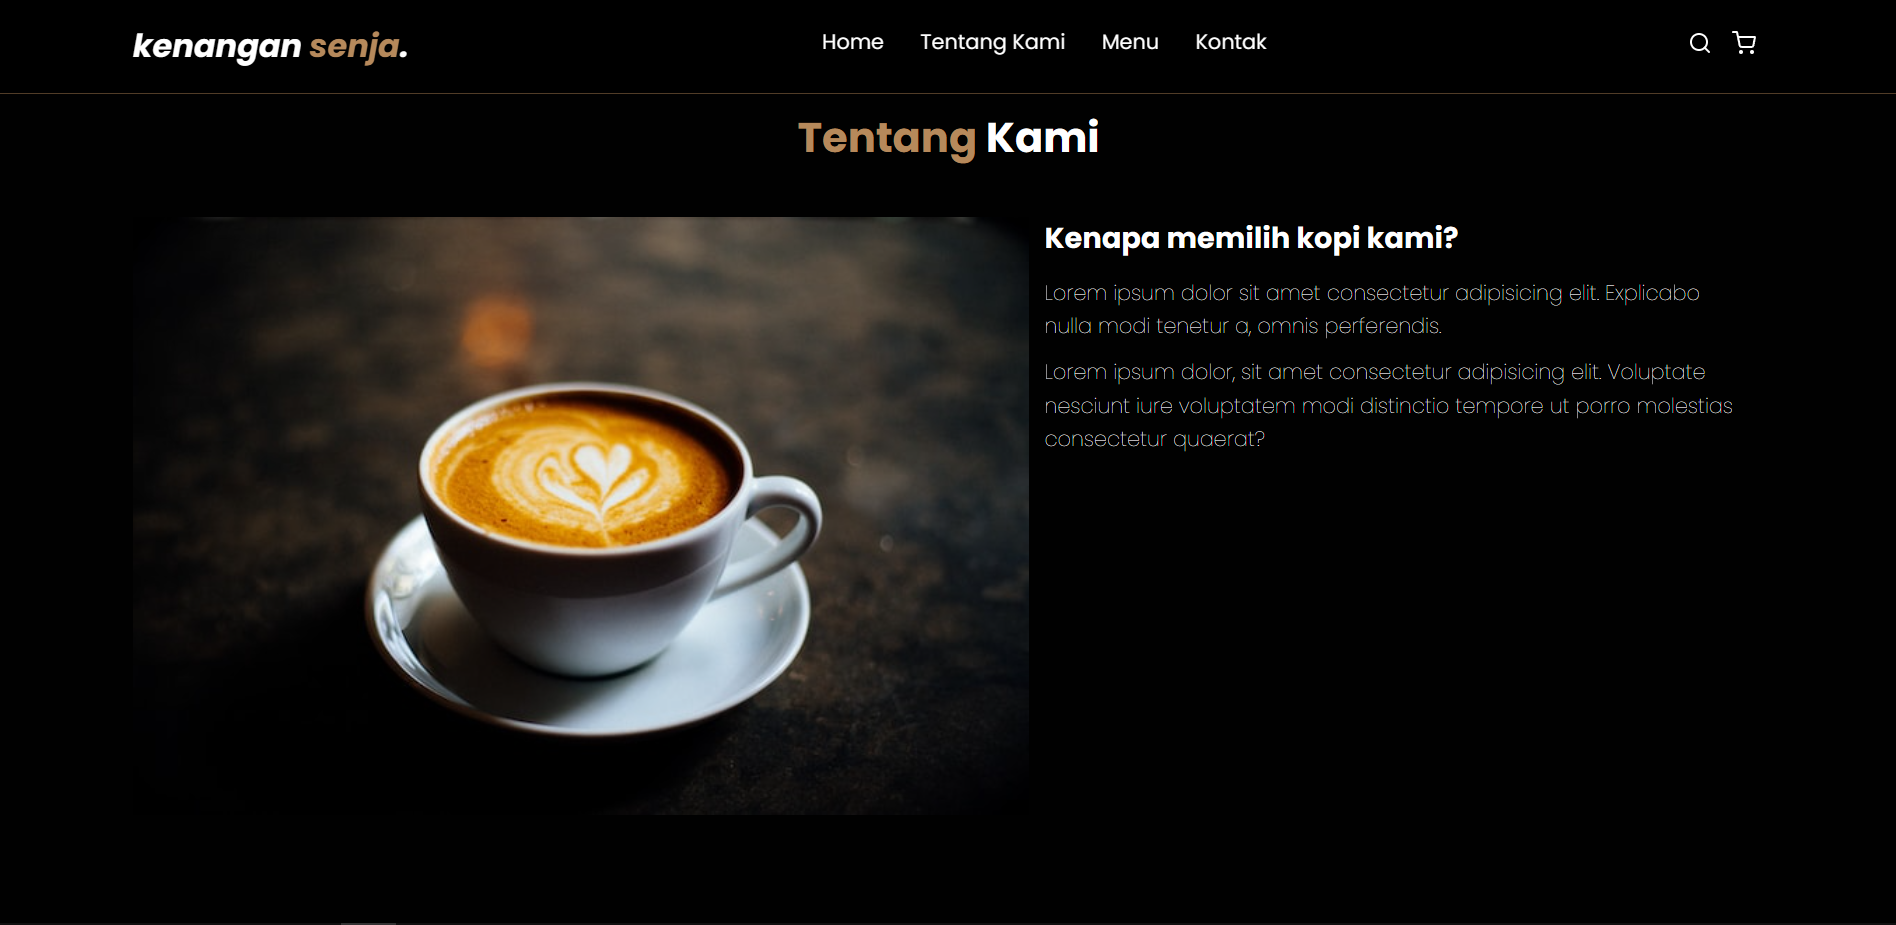 kenangan senja.
Home Tentang Kami Menu Kontak
Tentang Kami
Kenapa memilih kopi kami?
Lorem ipsum dolor sit amet consectetur adipisicing elit. Explicabo
nulla modi tenetur a, omnis perferendis.
Lorem ipsum dolor, sit amet consectetur adipisicing elit. Voluptate
nesciunt iure voluptatem modi distinctio tempore ut porro molestias
consectetur quaerat?